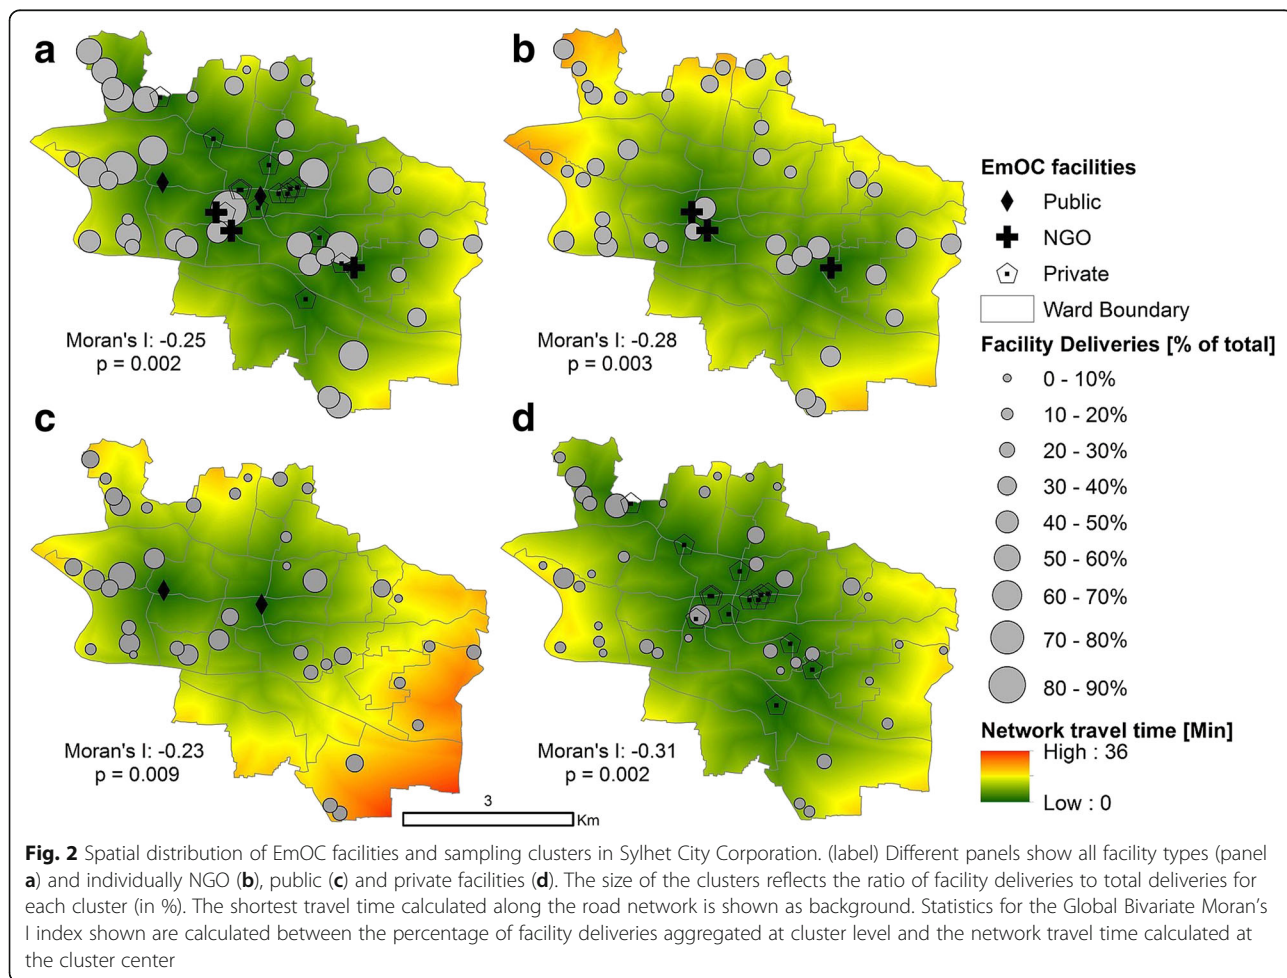 a
b
EmOC facilities
Public
NGO
Private
Ward Boundary
Moran's I: -0.25
p = 0.002
Moran's I: -0.28
p = 0.003
Facility Deliveries [% of total]
0 - 10%
10 - 20%
20 - 30%
30 - 40%
40 - 50%
50 - 60%
60 - 70%
70 - 80%
80 - 90%
c
d
Moran's I: -0.23
p = 0.009
Moran's I: -0.31
p = 0.002
Network travel time [Min]
High : 36
Low : 0
3
Km
Fig. 2 Spatial distribution of EmOC facilities and sampling clusters in Sylhet City Corporation. (label) Different panels show all facility types (panel
a) and individually NGO (b), public (c) and private facilities (d). The size of the clusters reflects the ratio of facility deliveries to total deliveries for
each cluster (in %). The shortest travel time calculated along the road network is shown as background. Statistics for the Global Bivariate Moran's
I index shown are calculated between the percentage of facility deliveries aggregated at cluster level and the network travel time calculated at
the cluster center